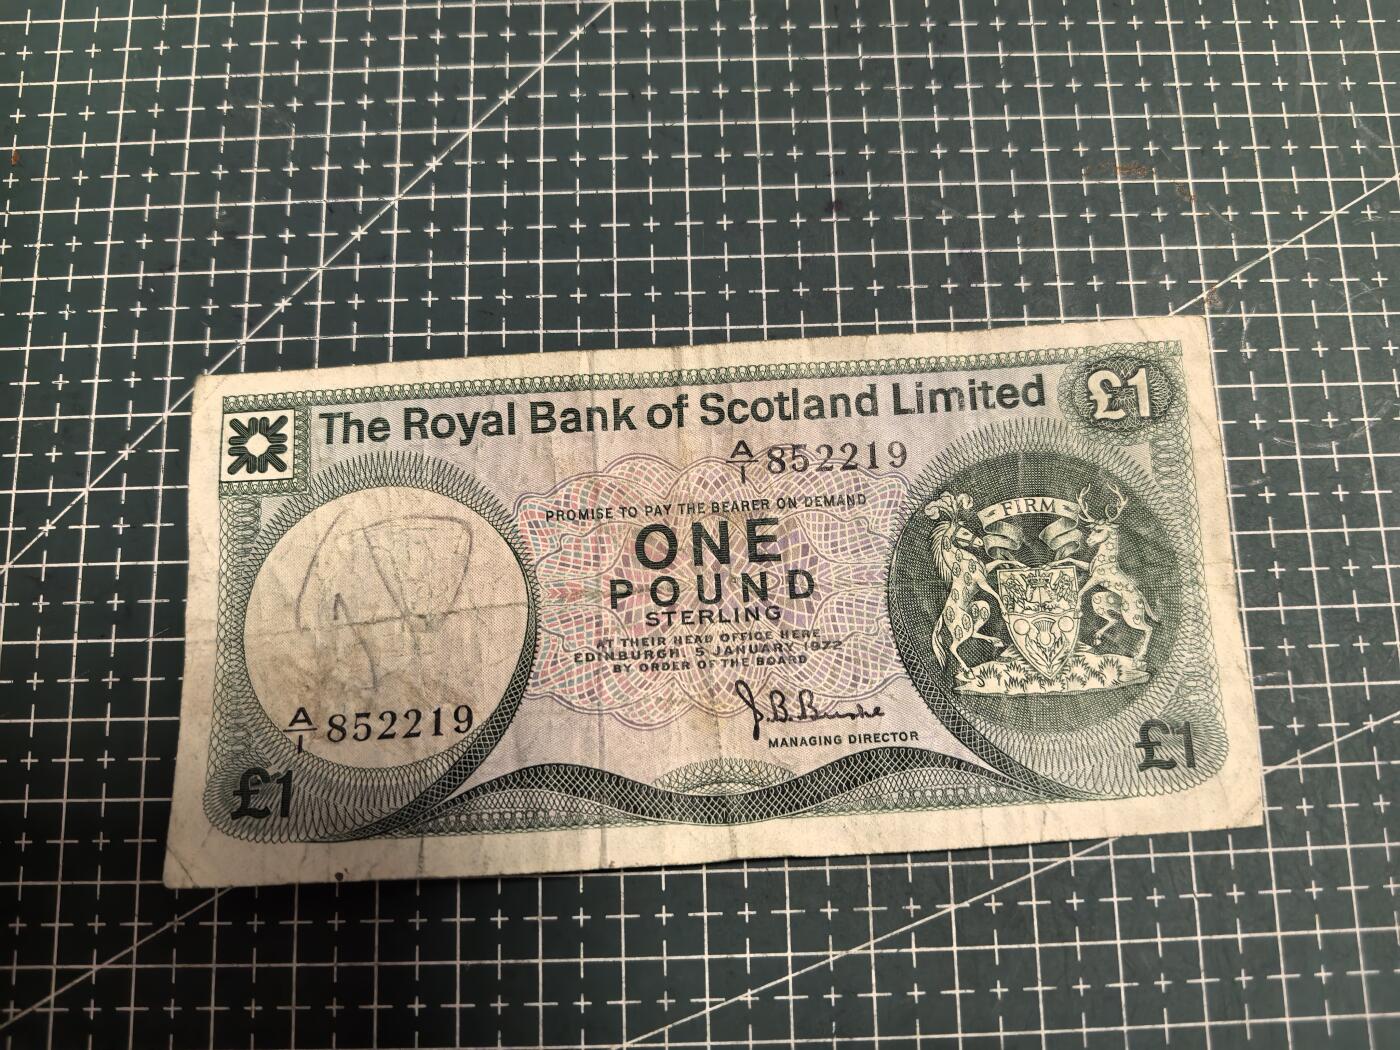 The Royal Bank of Scotland Limited
£1
A/1 852219
PROMISE TO PAY THE BEARER ON DEMAND
ONE
POUND
STERLING
AT THEIR HEAD OFFICE HERE
EDINBURGH 5 JANUARY 1972
BY ORDER OF THE BOARD
J.B. Burke
MANAGING DIRECTOR
FIRM
A/1 852219
£1
£1